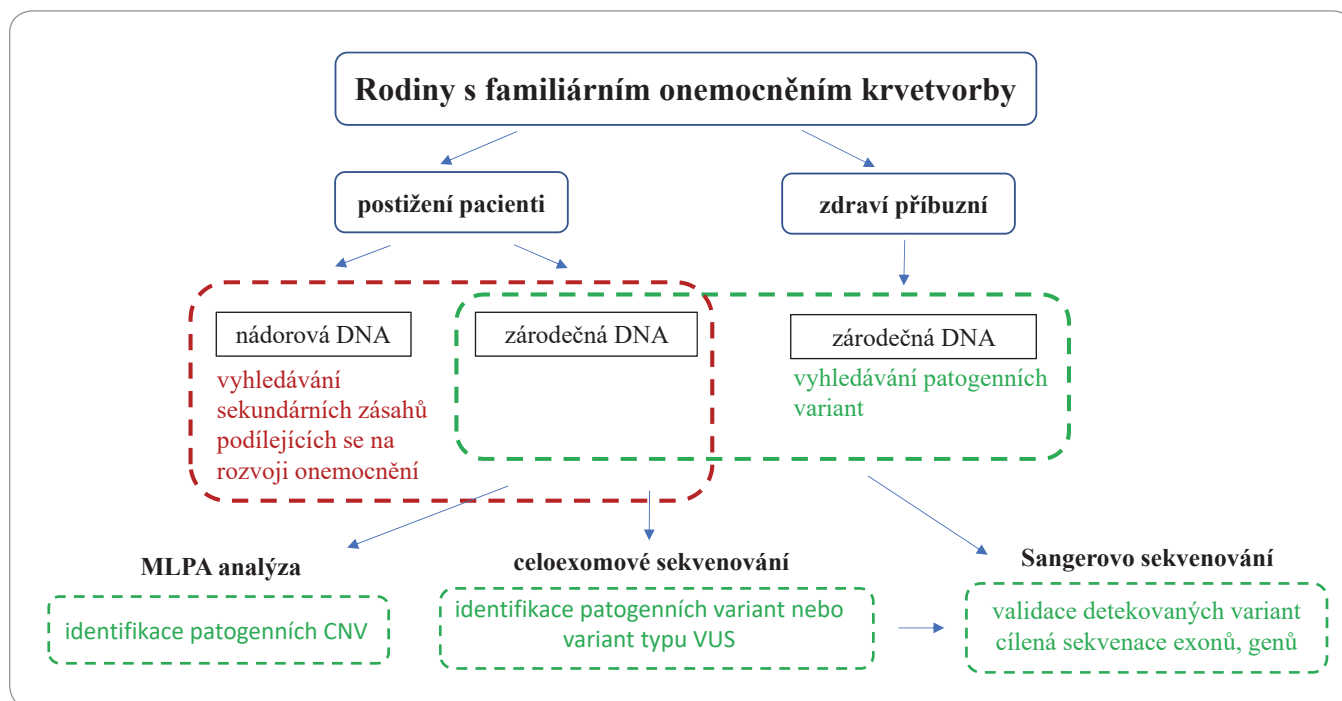 Rodiny s familiárním onemocněním krvetvorby
postižení pacienti
zdraví příbuzní
nádorová DNA
zárodečná DNA
zárodečná DNA
vyhledávání
sekundárních zásahů
podílejících se na
rozvoji onemocnění
vyhledávání patogenních
variant
MLPA analýza
identifikace patogenních CNV
celoexomové sekvenování
identifikace patogenních variant nebo
variant typu VUS
Sangerovo sekvenování
validace detekovaných variant
cílená sekvenace exonů, genů